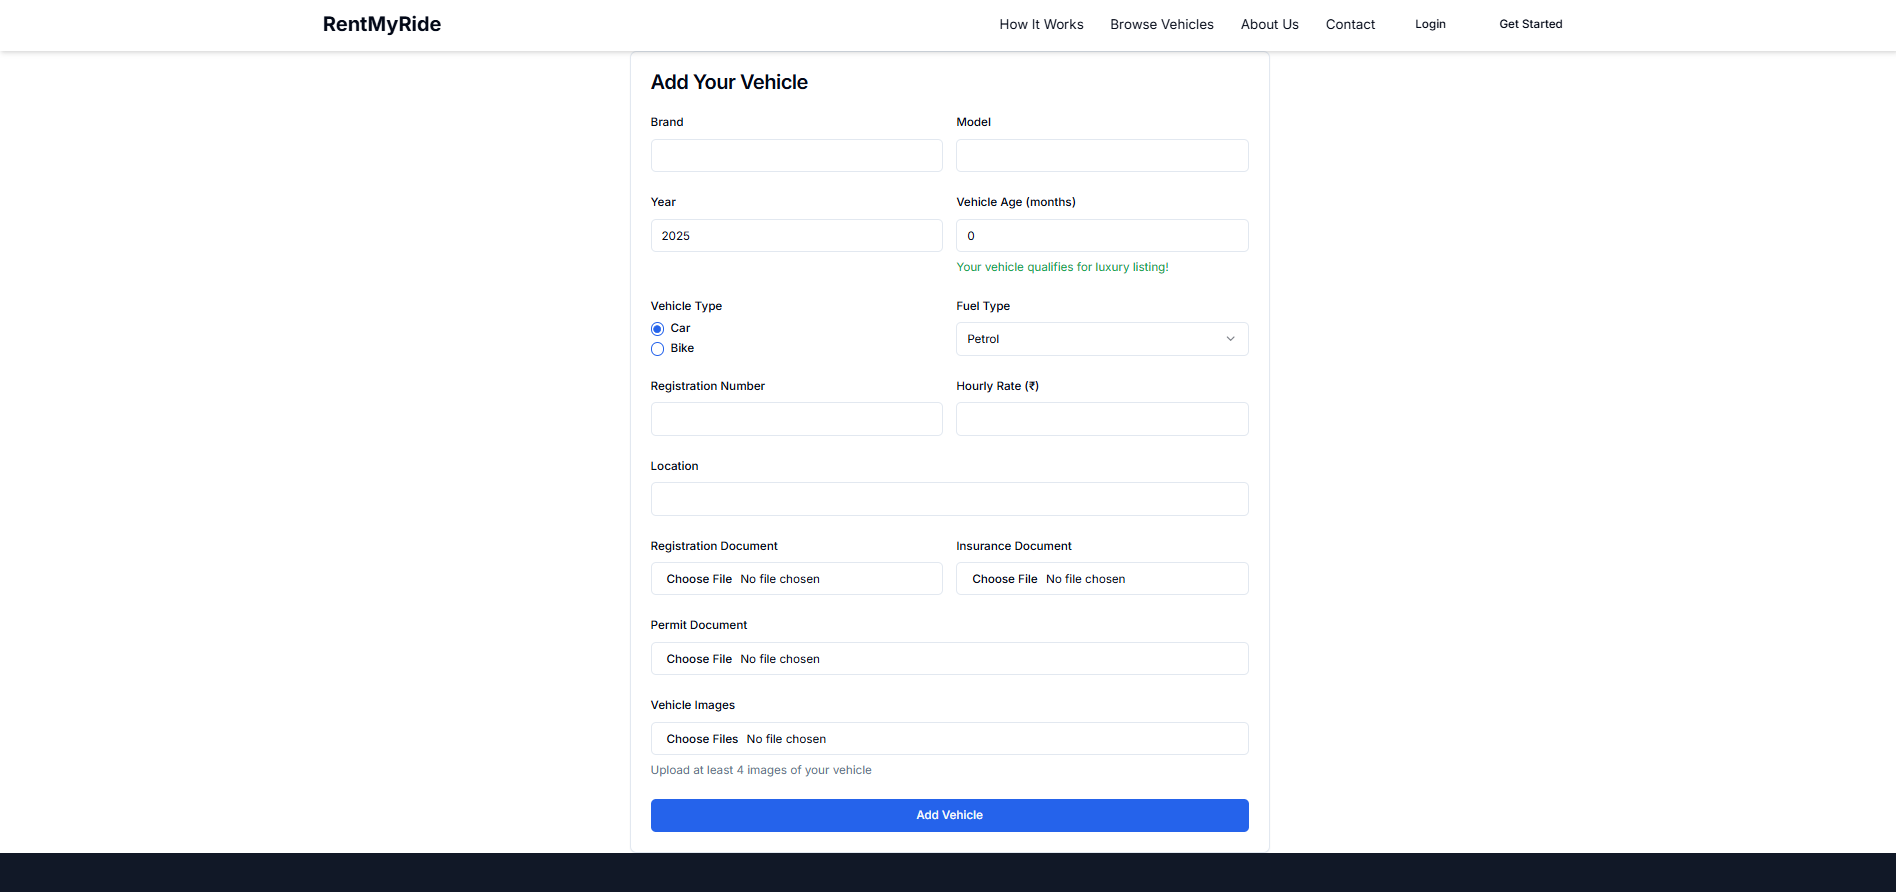 RentMyRide How It Works Browse Vehicles About Us Contact Login Get Started
Add Your Vehicle
Brand Model
Year Vehicle Age (months)
2025 0
Your vehicle qualifies for luxury listing!
Vehicle Type Fuel Type
Car
Petrol
Bike
Registration Number Hourly Rate (₹)
Location
Registration Document Insurance Document
Choose File No file chosen Choose File No file chosen
Permit Document
Choose File No file chosen
Vehicle Images
Choose Files No file chosen
Upload at least 4 images of your vehicle
Add Vehicle